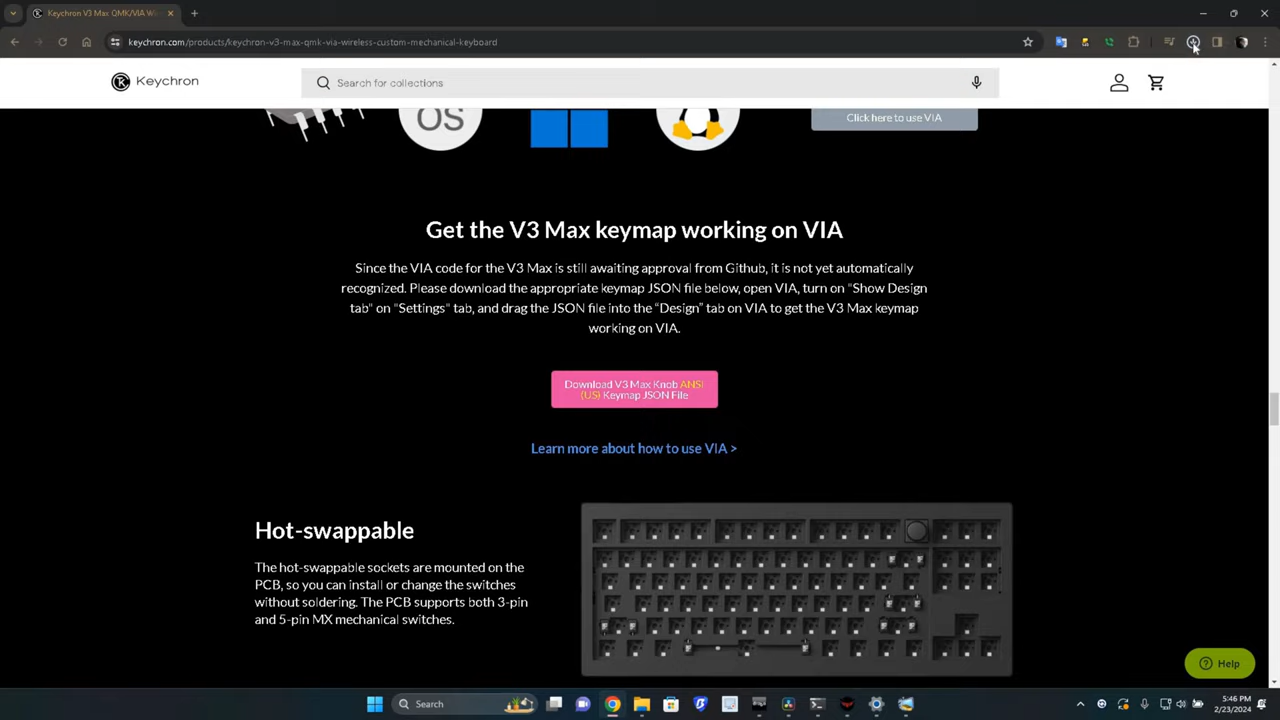 Keychron V3 Max QMK/VIA Wi
keychron.com/products/keychron-v3-max-qmk-via-wireless-custom-mechanical-keyboard
Keychron
Search for collections
OS
Click here to use VIA
Get the V3 Max keymap working on VIA
Since the VIA code for the V3 Max is still awaiting approval from Github, it is not yet automatically
recognized. Please download the appropriate keymap JSON file below, open VIA, turn on "Show Design
tab" on "Settings" tab, and drag the JSON file into the “Design” tab on VIA to get the V3 Max keymap
working on VIA.
Download V3 Max Knob ANSI
(US) Keymap JSON File
Learn more about how to use VIA >
Hot-swappable
The hot-swappable sockets are mounted on the
PCB, so you can install or change the switches
without soldering. The PCB supports both 3-pin
and 5-pin MX mechanical switches.
Help
Search
5:46 PM
2/23/2024